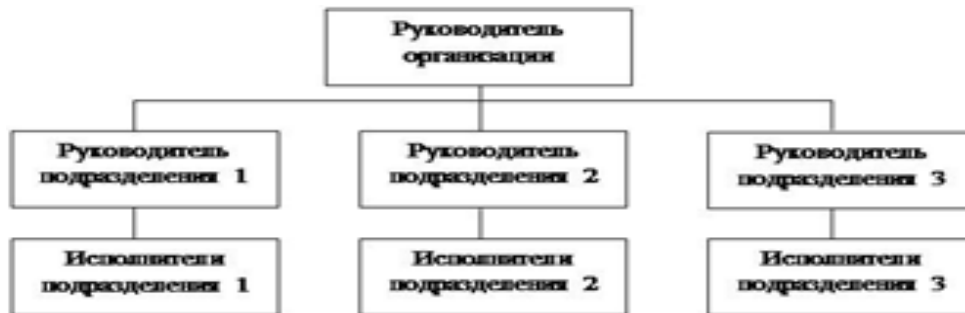 Руководитель
организации
Руководитель
подразделения 1
Руководитель
подразделения 2
Руководитель
подразделения 3
Исполнители
подразделения 1
Исполнители
подразделения 2
Исполнители
подразделения 3